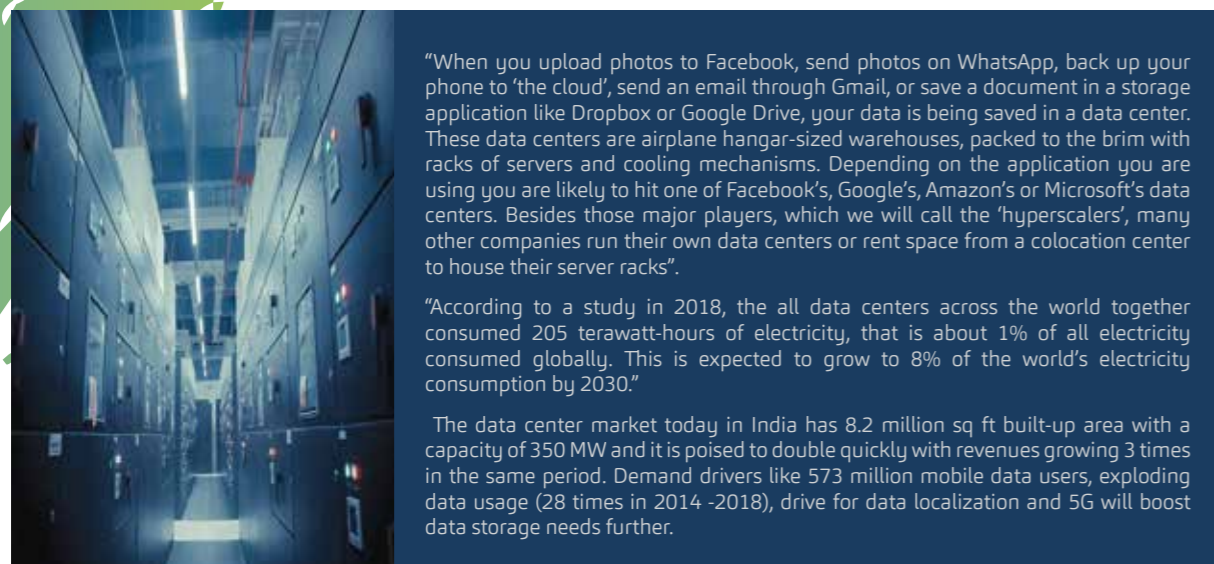 “When you upload photos to Facebook, send photos on WhatsApp, back up your
phone to ‘the cloud’, send an email through Gmail, or save a document in a storage
application like Dropbox or Google Drive, your data is being saved in a data center.
These data centers are airplane hangar-sized warehouses, packed to the brim with
racks of servers and cooling mechanisms. Depending on the application you are
using you are likely to hit one of Facebook’s, Google’s, Amazon’s or Microsoft’s data
centers. Besides those major players, which we will call the ‘hyperscalers’, many
other companies run their own data centers or rent space from a colocation center
to house their server racks”.
“According to a study in 2018, the all data centers across the world together
consumed 205 terawatt-hours of electricity, that is about 1% of all electricity
consumed globally. This is expected to grow to 8% of the world’s electricity
consumption by 2030.”
The data center market today in India has 8.2 million sq ft built-up area with a
capacity of 350 MW and it is poised to double quickly with revenues growing 3 times
in the same period. Demand drivers like 573 million mobile data users, exploding
data usage (28 times in 2014 -2018), drive for data localization and 5G will boost
data storage needs further.